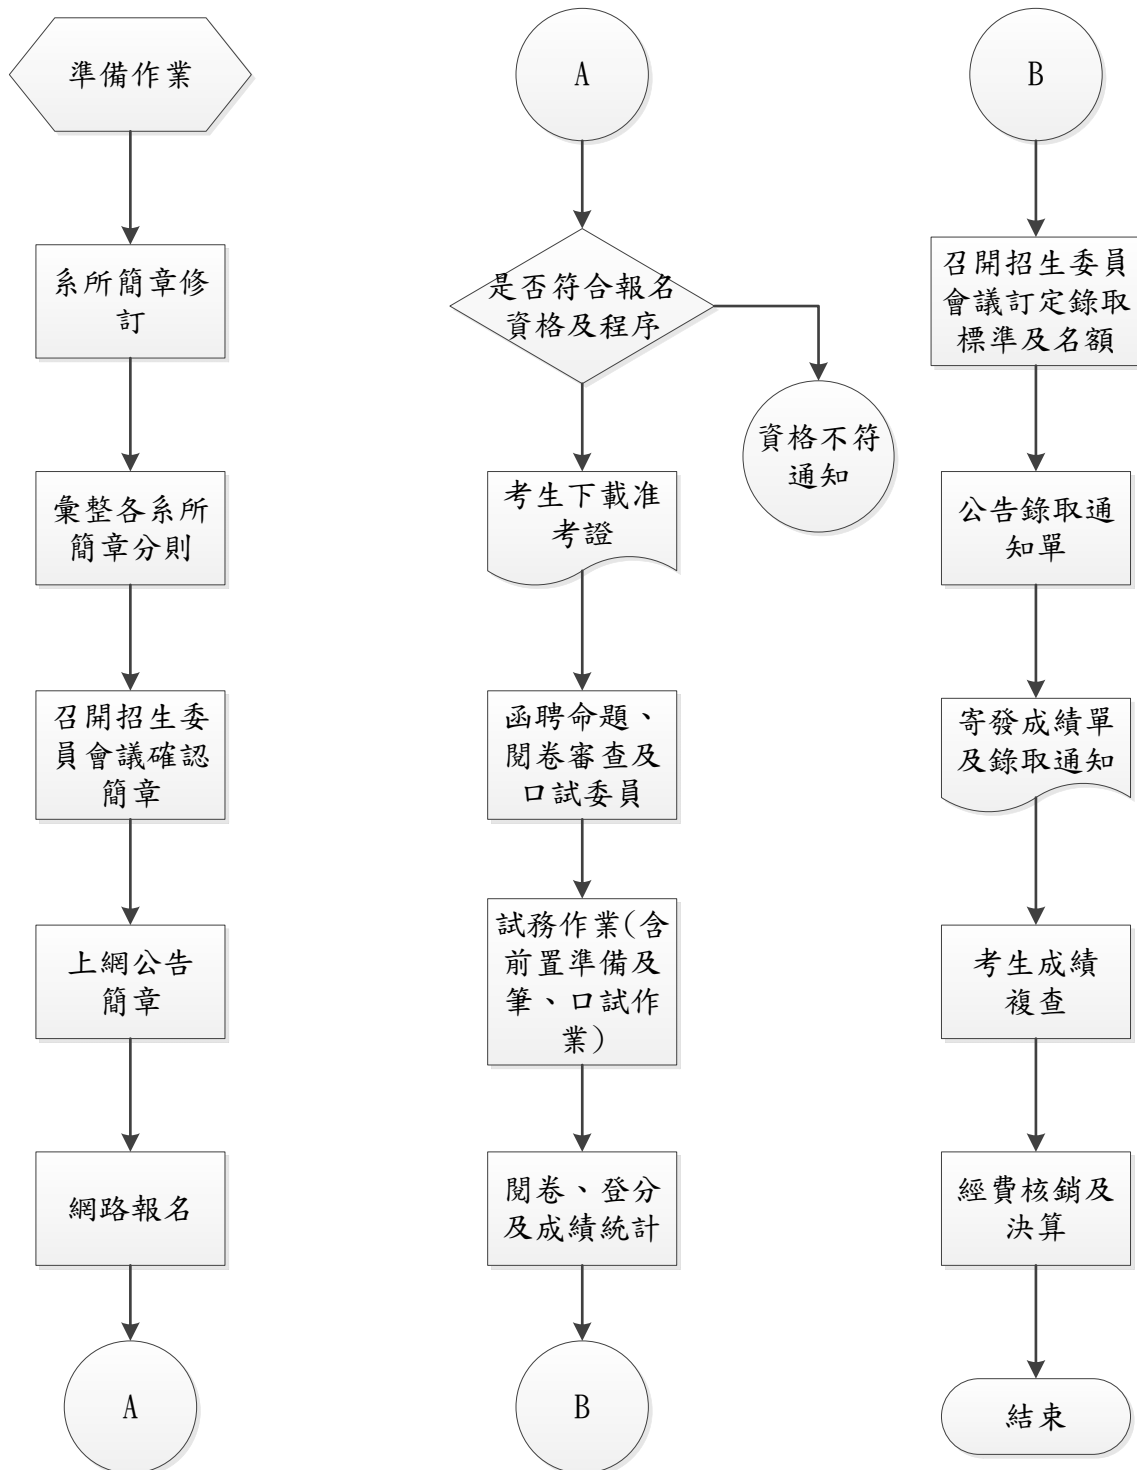 準備作業
系所簡章修
訂
彙整各系所
簡章分則
召開招生委
員會議確認
簡章
上網公告
簡章
網路報名
A
A
是否符合報名
資格及程序
資格不符
通知
考生下載准
考證
函聘命題、
閱卷審查及
口試委員
試務作業(含
前置準備及
筆、口試作
業)
閱卷、登分
及成績統計
B
B
召開招生委員
會議訂定錄取
標準及名額
公告錄取通
知單
寄發成績單
及錄取通知
考生成績
複查
經費核銷及
決算
結束